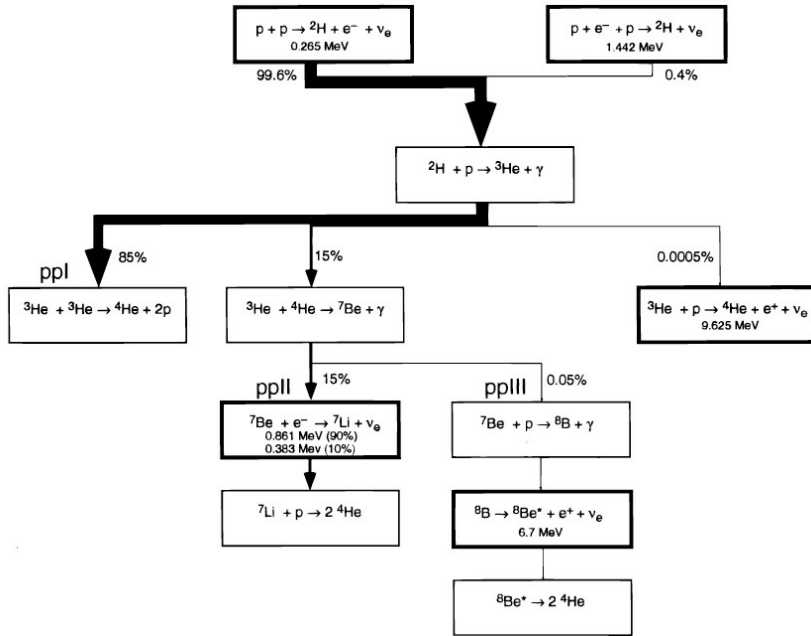 p + p → ²H + e⁻ + νₑ
0.265 MeV
p + e⁻ + p → ²H + νₑ
1.442 MeV
99.6%
0.4%
²H + p → ³He + γ
ppI
85%
15%
0.0005%
³He + ³He → ⁴He + 2p
³He + ⁴He → ⁷Be + γ
³He + p → ⁴He + e⁺ + νₑ
9.625 MeV
ppII
15%
ppIII
0.05%
⁷Be + e⁻ → ⁷Li + νₑ
0.861 MeV (90%)
0.383 Mev (10%)
⁷Be + p → ⁸B + γ
⁷Li + p → 2 ⁴He
⁸B → ⁸Be* + e⁺ + νₑ
6.7 MeV
⁸Be* → 2 ⁴He